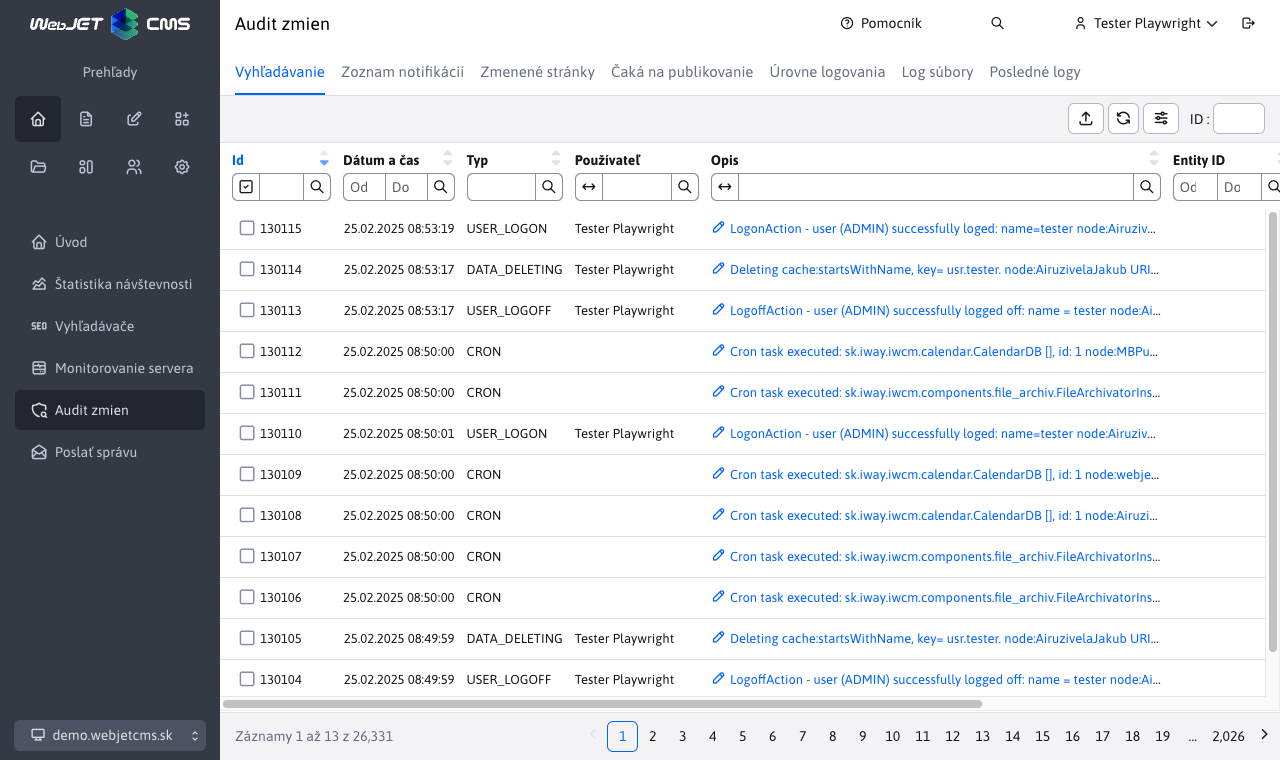 WebJET CMS
Audit zmien
Pomocník
Tester Playwright
Prehľady
Vyhľadávanie Zoznam notifikácií Zmenené stránky Čaká na publikovanie Úrovne logovania Log súbory Posledné logy
ID :
Úvod
Štatistika návštevnosti
SEO Vyhľadávače
Monitorovanie servera
Audit zmien
Poslať správu
demo.webjetcms.sk
Id Dátum a čas Typ Používateľ Opis Entity ID
Od Do Od Do
130115 25.02.2025 08:53:19 USER_LOGON Tester Playwright LogonAction - user (ADMIN) successfully loged: name=tester node:Airuziv...
130114 25.02.2025 08:53:17 DATA_DELETING Tester Playwright Deleting cache:startsWithName, key= usr.tester. node:AiruzivelaJakub URI...
130113 25.02.2025 08:53:17 USER_LOGOFF Tester Playwright LogoffAction - user (ADMIN) successfully logged off: name = tester node:Ai...
130112 25.02.2025 08:50:00 CRON Cron task executed: sk.iway.iwcm.calendar.CalendarDB [], id: 1 node:MBPu...
130111 25.02.2025 08:50:00 CRON Cron task executed: sk.iway.iwcm.components.file_archiv.FileArchivatorIns...
130110 25.02.2025 08:50:01 USER_LOGON Tester Playwright LogonAction - user (ADMIN) successfully loged: name=tester node:Airuziv...
130109 25.02.2025 08:50:00 CRON Cron task executed: sk.iway.iwcm.calendar.CalendarDB [], id: 1 node:webje...
130108 25.02.2025 08:50:00 CRON Cron task executed: sk.iway.iwcm.calendar.CalendarDB [], id: 1 node:Airuzi...
130107 25.02.2025 08:50:00 CRON Cron task executed: sk.iway.iwcm.components.file_archiv.FileArchivatorIns...
130106 25.02.2025 08:50:00 CRON Cron task executed: sk.iway.iwcm.components.file_archiv.FileArchivatorIns...
130105 25.02.2025 08:49:59 DATA_DELETING Tester Playwright Deleting cache:startsWithName, key= usr.tester. node:AiruzivelaJakub URI...
130104 25.02.2025 08:49:59 USER_LOGOFF Tester Playwright LogoffAction - user (ADMIN) successfully logged off: name = tester node:Ai...
Záznamy 1 až 13 z 26,331
1 2 3 4 5 6 7 8 9 10 11 12 13 14 15 16 17 18 19 ... 2,026